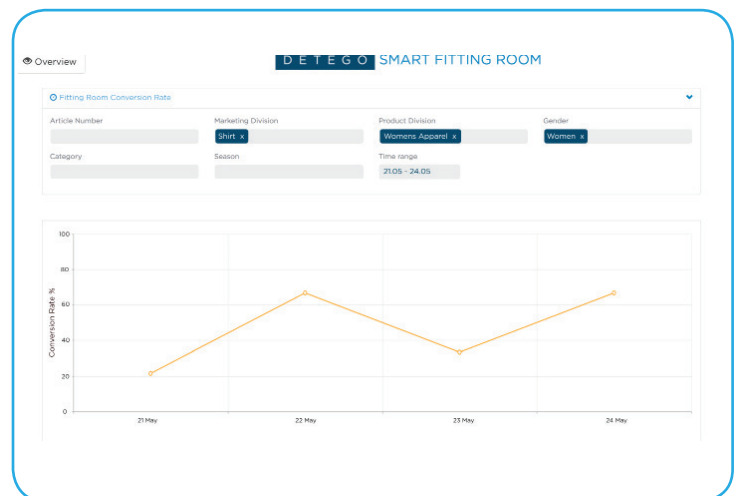 Overview
DETEGO SMART FITTING ROOM
Fitting Room Conversion Rate
Article Number Marketing Division Product Division Gender
Shirt x Womens Apparel x Women x
Category Season Time range
21.05 - 24.05
100
80
60
40
20
0
Conversion Rate %
21 May 22 May 23 May 24 May